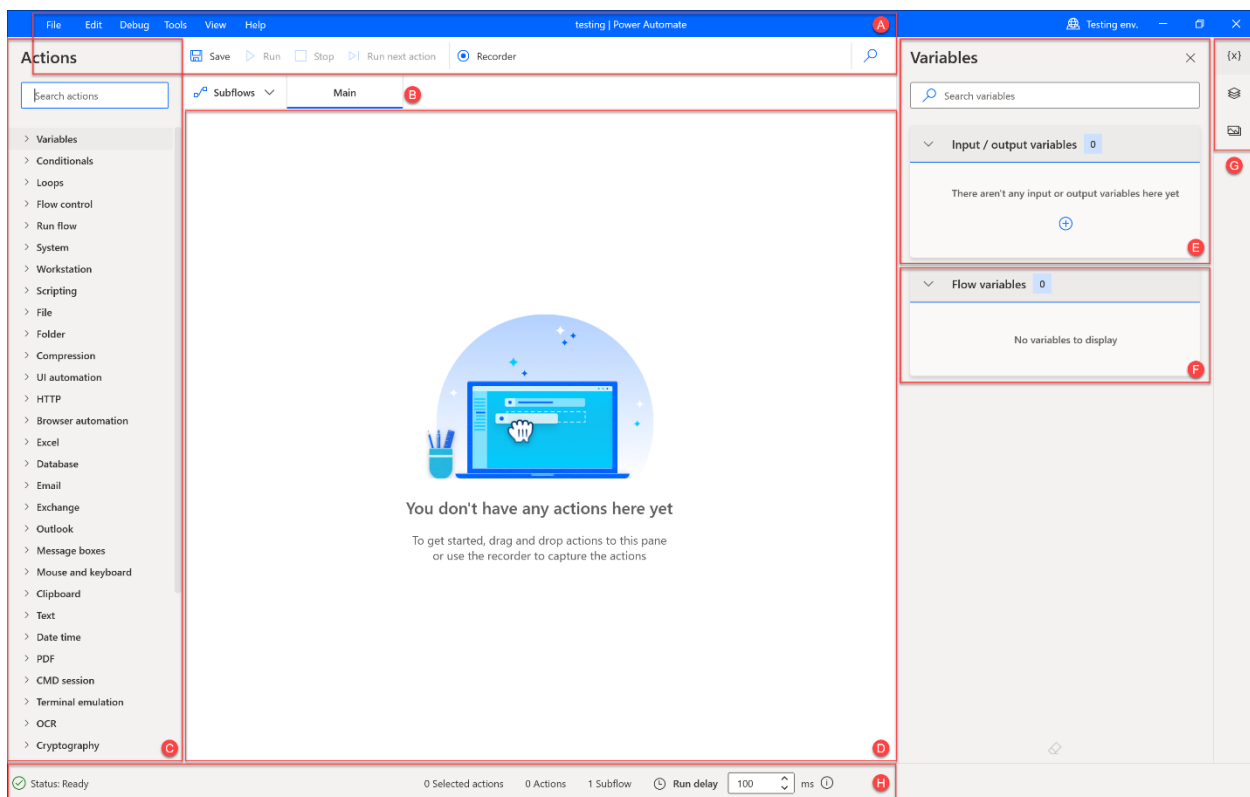 File Edit Debug Tools View Help testing | Power Automate A Testing env.
Actions
Search actions
Variables
Conditionals
Loops
Flow control
Run flow
System
Workstation
Scripting
File
Folder
Compression
UI automation
HTTP
Browser automation
Excel
Database
Email
Exchange
Outlook
Message boxes
Mouse and keyboard
Clipboard
Text
Date time
PDF
CMD session
Terminal emulation
OCR
Cryptography
C
Save Run Stop Run next action Recorder
Subflows Main B
You don't have any actions here yet
To get started, drag and drop actions to this pane
or use the recorder to capture the actions
D
Variables
Search variables
Input / output variables 0
There aren't any input or output variables here yet
E
Flow variables 0
No variables to display
F
{x}
G
Status: Ready 0 Selected actions 0 Actions 1 Subflow Run delay 100 ms H